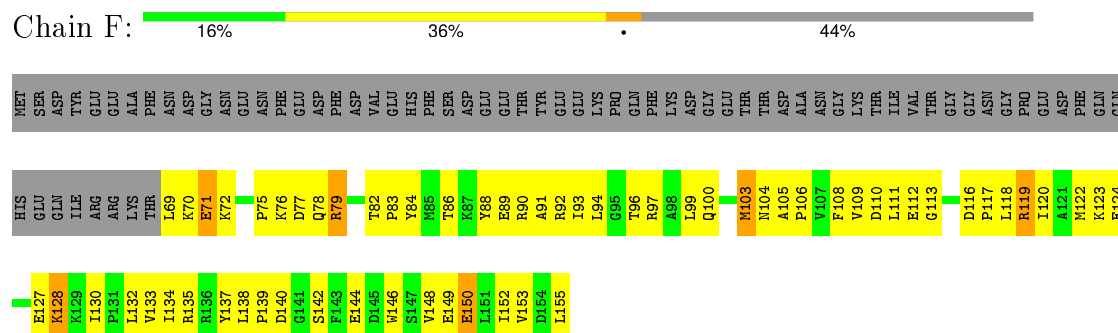 Chain F:
16% 36% • 44%
MET SER ASP TYR GLU GLU ALA PHE ASN ASP GLY ASN GLU ASN PHE GLU ASP PHE ASP VAL GLU HIS PHE SER ASP GLU GLU THR TYR GLU GLU LYS PRO GLN PHE LYS ASP GLY GLU THR THR ASP ALA ASN GLY LYS THR ILE VAL THR GLY GLY ASN GLY PRO GLU ASP PHE GLN GLN
HIS GLU GLN ILE ARG ARG LYS THR L69 K70 E71 K72 P75 K76 D77 Q78 R79 T82 P83 Y84 M85 T86 K87 Y88 E89 R90 A91 R92 I93 L94 G95 T96 R97 A98 L99 Q100 M103 N104 A105 P106 V107 F108 V109 D110 L111 E112 G113 D116 P117 L118 R119 I120 A121 M122 K123 E124
E127 K128 K129 I130 P131 L132 V133 I134 R135 R136 Y137 L138 P139 D140 G141 S142 F143 E144 D145 W146 S147 V148 E149 E150 L151 I152 V153 D154 L155